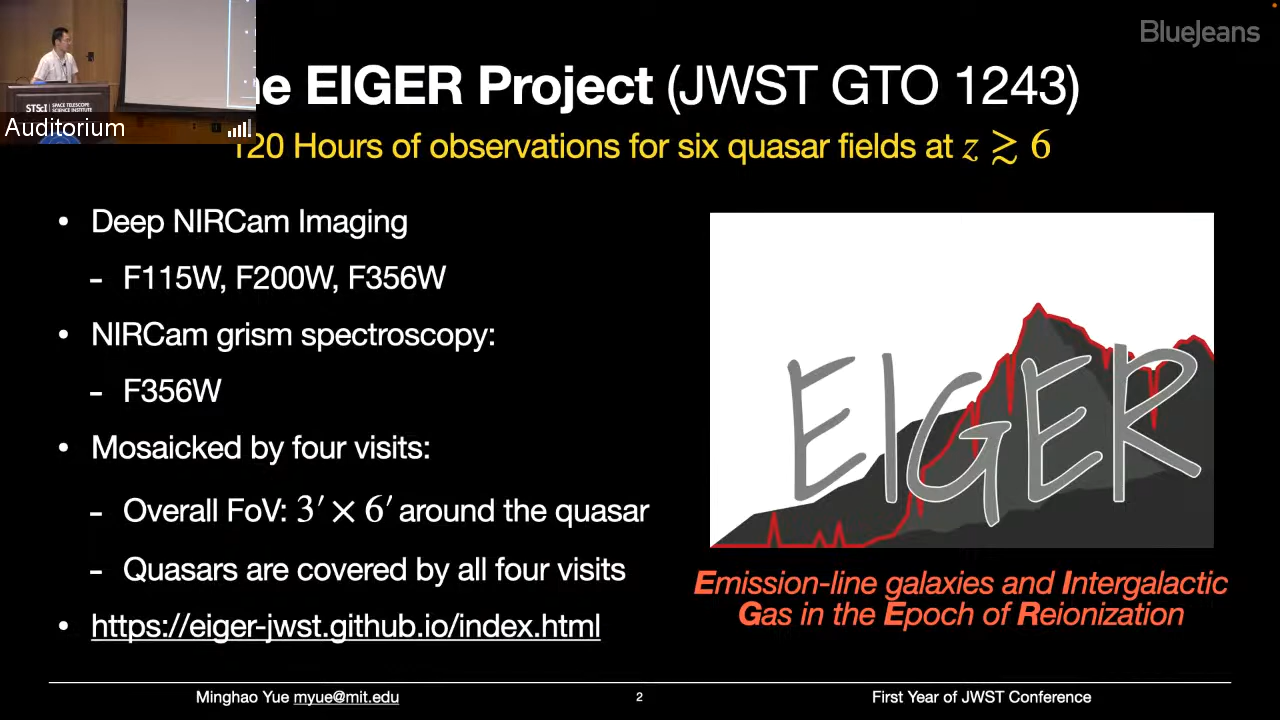 BlueJeans
STScI | SPACE TELESCOPE
SCIENCE INSTITUTE
Auditorium
he EIGER Project (JWST GTO 1243)
120 Hours of observations for six quasar fields at z ≳ 6
• Deep NIRCam Imaging
- F115W, F200W, F356W
• NIRCam grism spectroscopy:
- F356W
• Mosaicked by four visits:
- Overall FoV: 3′ × 6′ around the quasar
- Quasars are covered by all four visits
• https://eiger-jwst.github.io/index.html
EIGER
Emission-line galaxies and Intergalactic
Gas in the Epoch of Reionization
Minghao Yue myue@mit.edu
2
First Year of JWST Conference